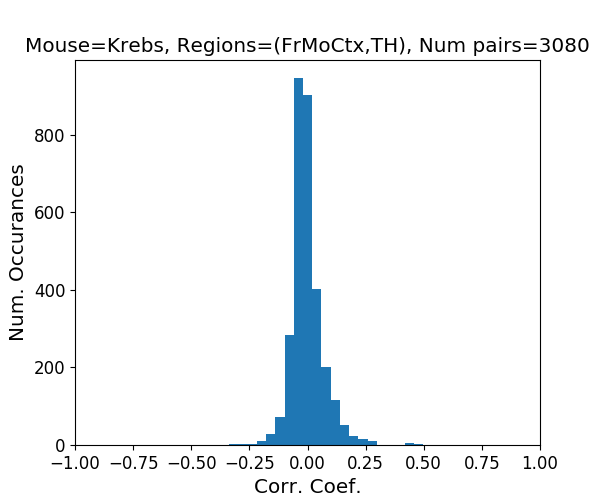 Mouse=Krebs, Regions=(FrMoCtx,TH), Num pairs=3080
Num. Occurances
800
600
400
200
0
−1.00 −0.75 −0.50 −0.25 0.00 0.25 0.50 0.75 1.00
Corr. Coef.